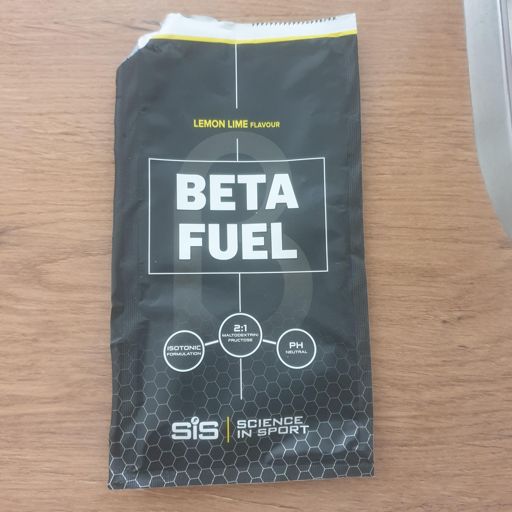 LEMON LIME FLAVOUR
BETA
FUEL
2:1
MALTODEXTRIN:
FRUCTOSE
ISOTONIC
FORMULATION
PH
NEUTRAL
SiS
SCIENCE
IN SPORT